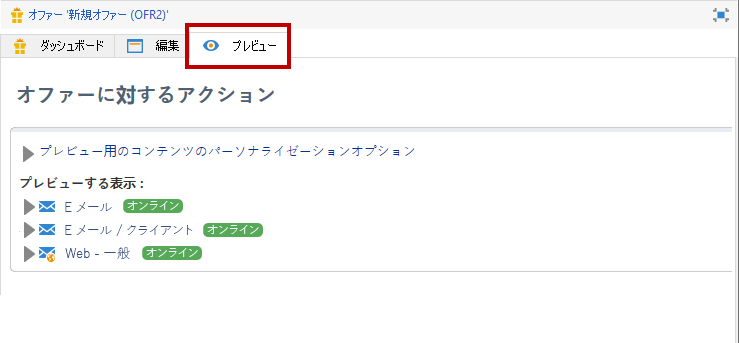 オファー '新規オファー (OFR2)'
ダッシュボード 編集 プレビュー
オファーに対するアクション
プレビュー用のコンテンツのパーソナライゼーションオプション
プレビューする表示 :
E メール オンライン
E メール / クライアント オンライン
Web - 一般 オンライン